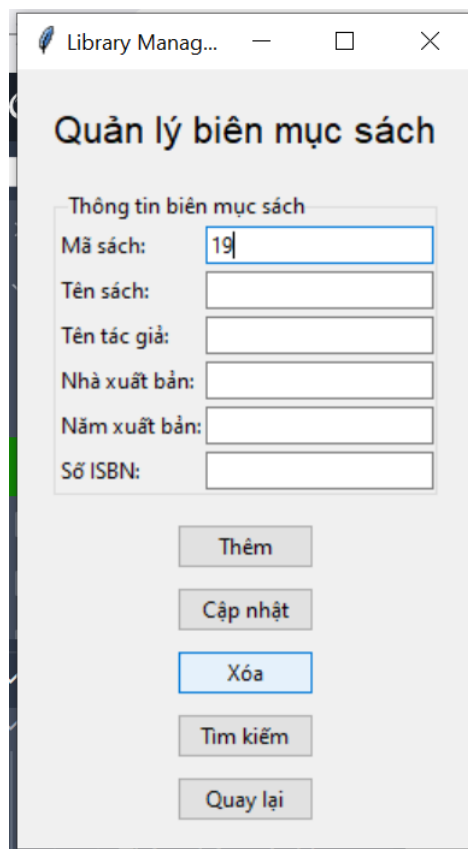 Library Manag...
Quản lý biên mục sách
Thông tin biên mục sách
Mã sách: 19
Tên sách:
Tên tác giả:
Nhà xuất bản:
Năm xuất bản:
Số ISBN:
Thêm
Cập nhật
Xóa
Tìm kiếm
Quay lại